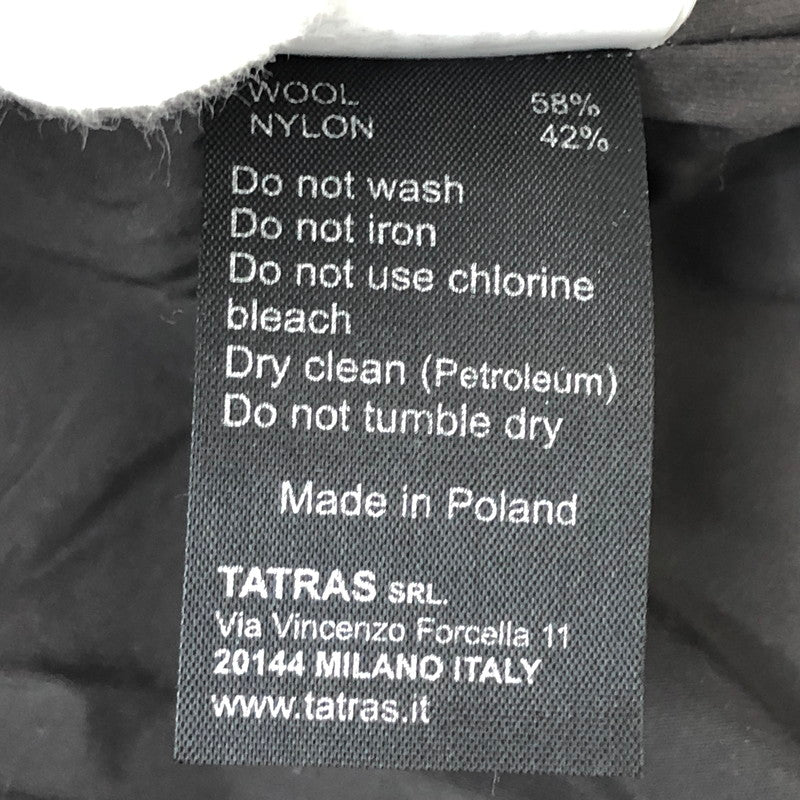 WOOL 58%
NYLON 42%
Do not wash
Do not iron
Do not use chlorine
bleach
Dry clean (Petroleum)
Do not tumble dry
Made in Poland
TATRAS SRL.
Via Vincenzo Forcella 11
20144 MILANO ITALY
www.tatras.it